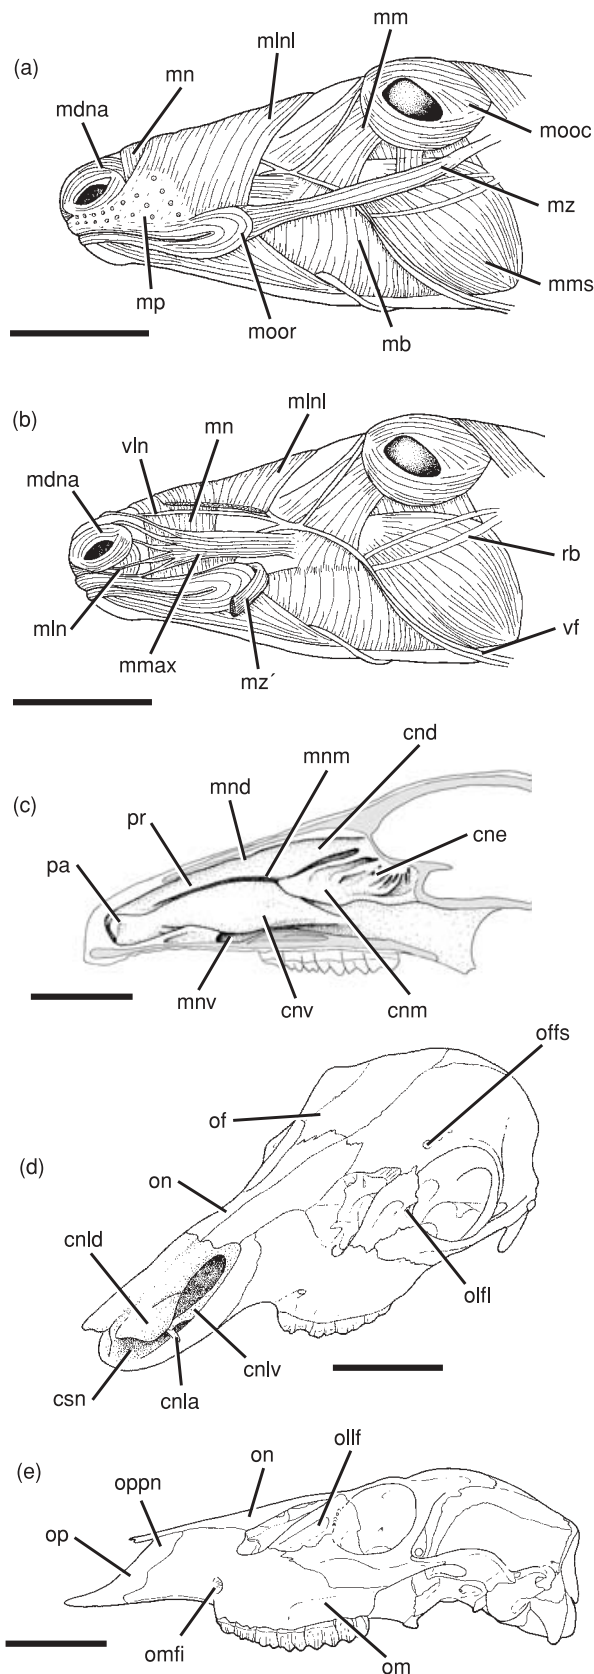 (a)
mm
mlnl
mn
mdna
mooc
mz
mms
mp
moor
mb
(b)
mlnl
mn
vln
mdna
rb
mln
vf
mmax
mz´
(c)
cnd
mnm
mnd
pr
cne
pa
mnv
cnv
cnm
offs
of
(d)
on
cnld
olfl
cnlv
csn
cnla
(e)
ollf
on
oppn
op
omfi
om